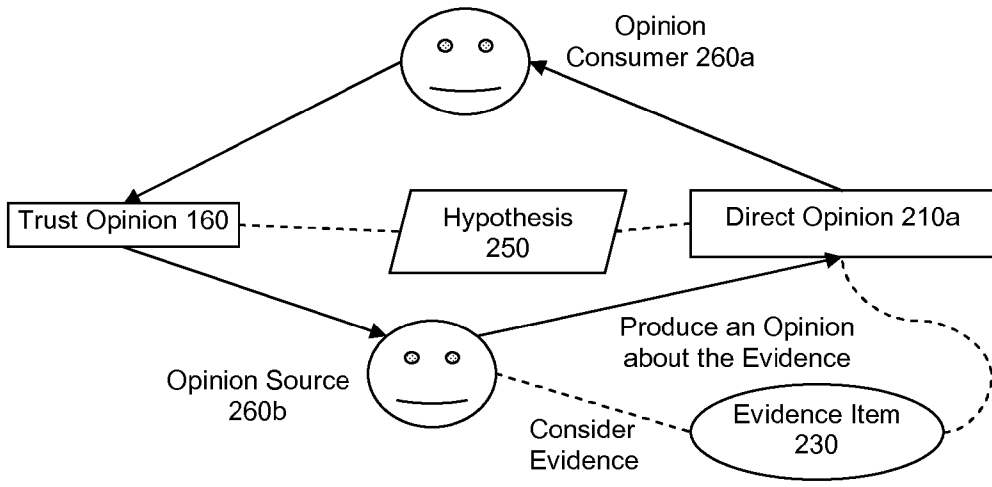 Opinion
Consumer 260a
Trust Opinion 160
Hypothesis
250
Direct Opinion 210a
Produce an Opinion
about the Evidence
Opinion Source
260b
Consider
Evidence
Evidence Item
230